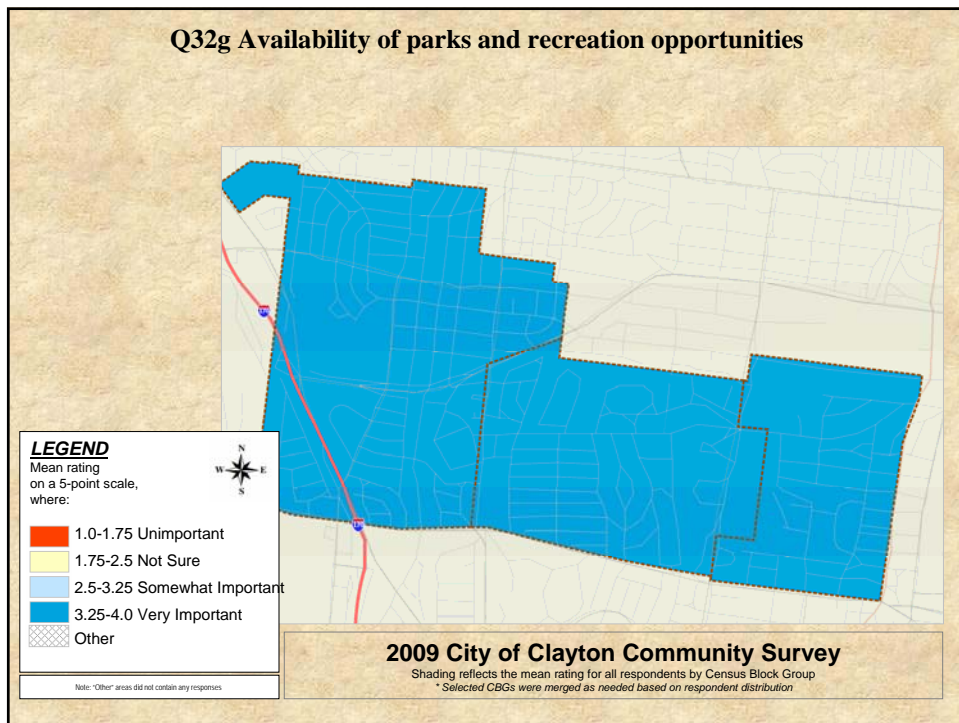 Q32g Availability of parks and recreation opportunities
LEGEND
Mean rating
on a 5-point scale,
where:
N
W E
S
1.0-1.75 Unimportant
1.75-2.5 Not Sure
2.5-3.25 Somewhat Important
3.25-4.0 Very Important
Other
Note: "Other" areas did not contain any responses
2009 City of Clayton Community Survey
Shading reflects the mean rating for all respondents by Census Block Group
* Selected CBGs were merged as needed based on respondent distribution